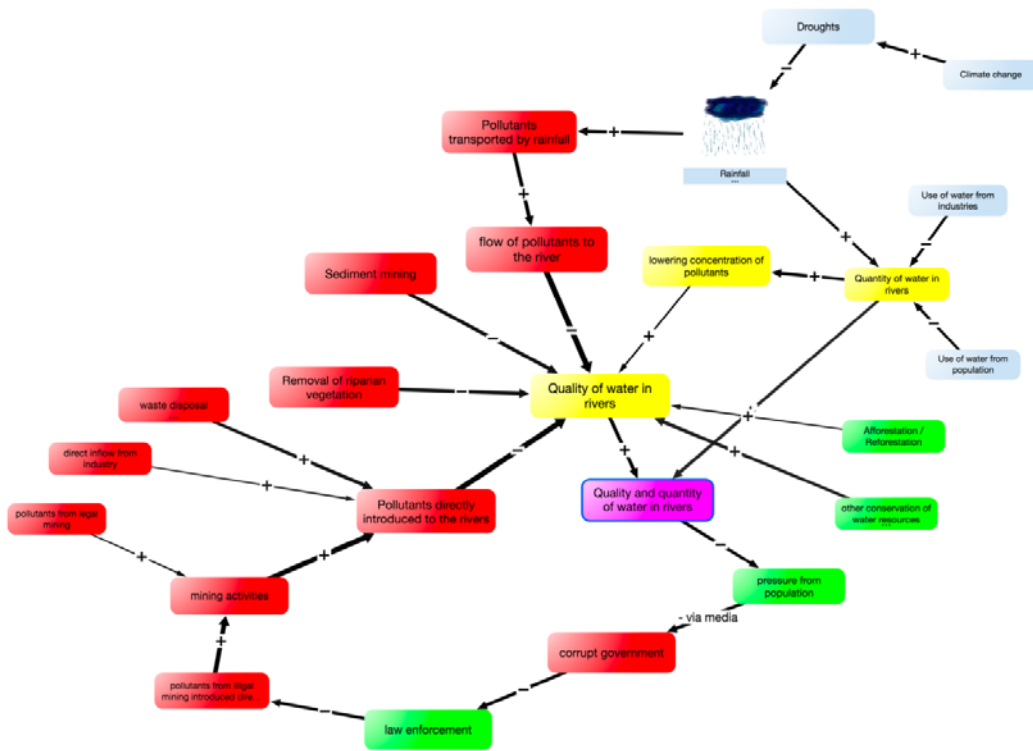 Droughts
+
Climate change
−
Pollutants
transported by rainfall
+
Rainfall
...
+
flow of pollutants to
the river
+
Use of water from
industries
−
Sediment mining
lowering concentration of
pollutants
+
Quantity of water in
rivers
−
−
−
+
Use of water from
population
Removal of riparian
vegetation
−
Quality of water in
rivers
waste disposal
...
+
+
Afforestation /
Reforestation
direct inflow from
industry
+
−
+
+
+
Pollutants directly
introduced to the rivers
Quality and quantity
of water in rivers
other conservation of
water resources
...
pollutants from legal
mining
+
+
−
mining activities
pressure from
population
- via media
+
corrupt government
pollutants from illigal
mining introduced dire...
−
−
law enforcement